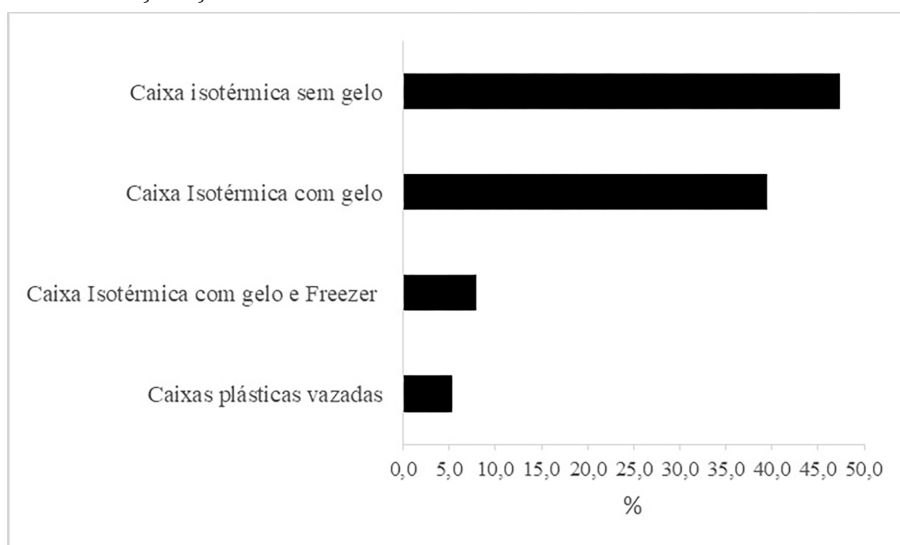 Caixa isotérmica sem gelo
Caixa Isotérmica com gelo
Caixa Isotérmica com gelo e Freezer
Caixas plásticas vazadas
0,0 5,0 10,0 15,0 20,0 25,0 30,0 35,0 40,0 45,0 50,0
%